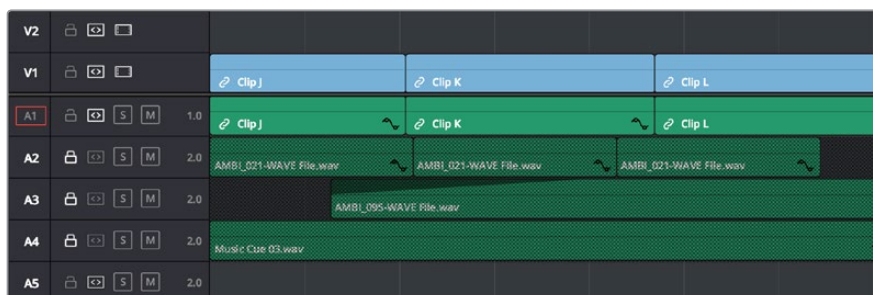 V2
V1
Clip J Clip K Clip L
A1 S M 1.0 Clip J Clip K Clip L
A2 S M 2.0 AMBI_021-WAVE File.wav AMBI_021-WAVE File.wav AMBI_021-WAVE File.wav
A3 S M 2.0 AMBI_095-WAVE File.wav
A4 S M 2.0 Music Cue 03.wav
A5 S M 2.0